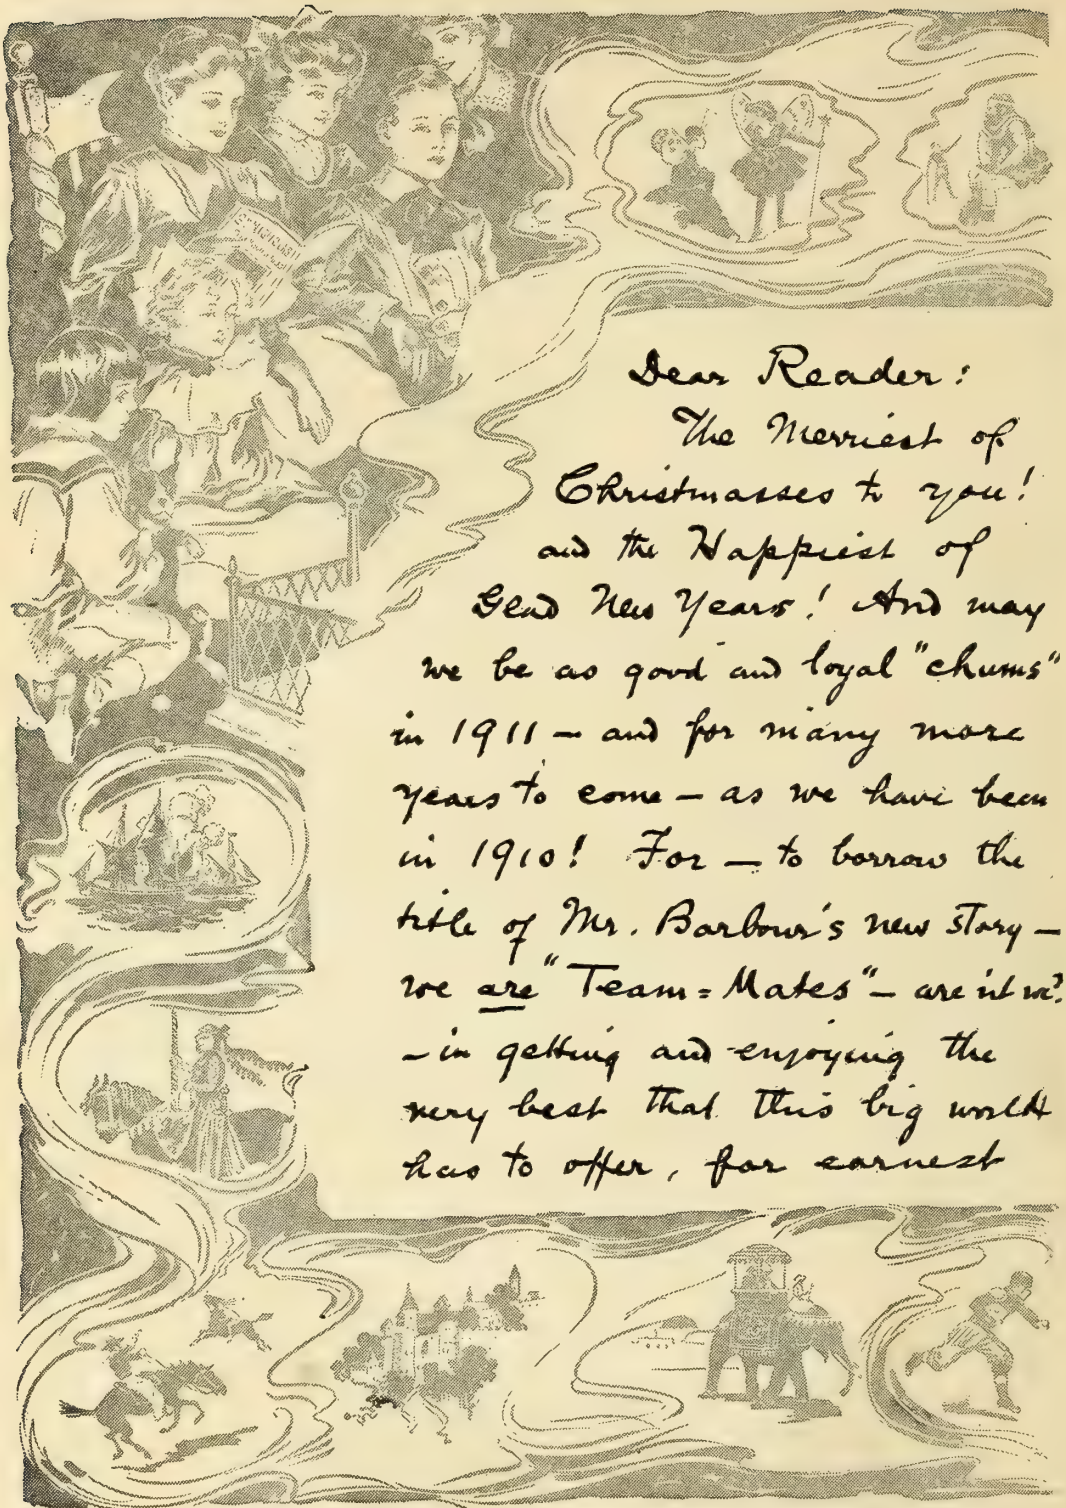 Dear Reader:
The Merriest of
Christmasses to you!
and the Happiest of
Glad New Years! And may
we be as good and loyal "chums"
in 1911 — and for many more
years to come — as we have been
in 1910! For — to borrow the
title of Mr. Barbour's new story —
we are "Team-Mates" — are n't we?
— in getting and enjoying the
very best that this big world
has to offer, for earnest